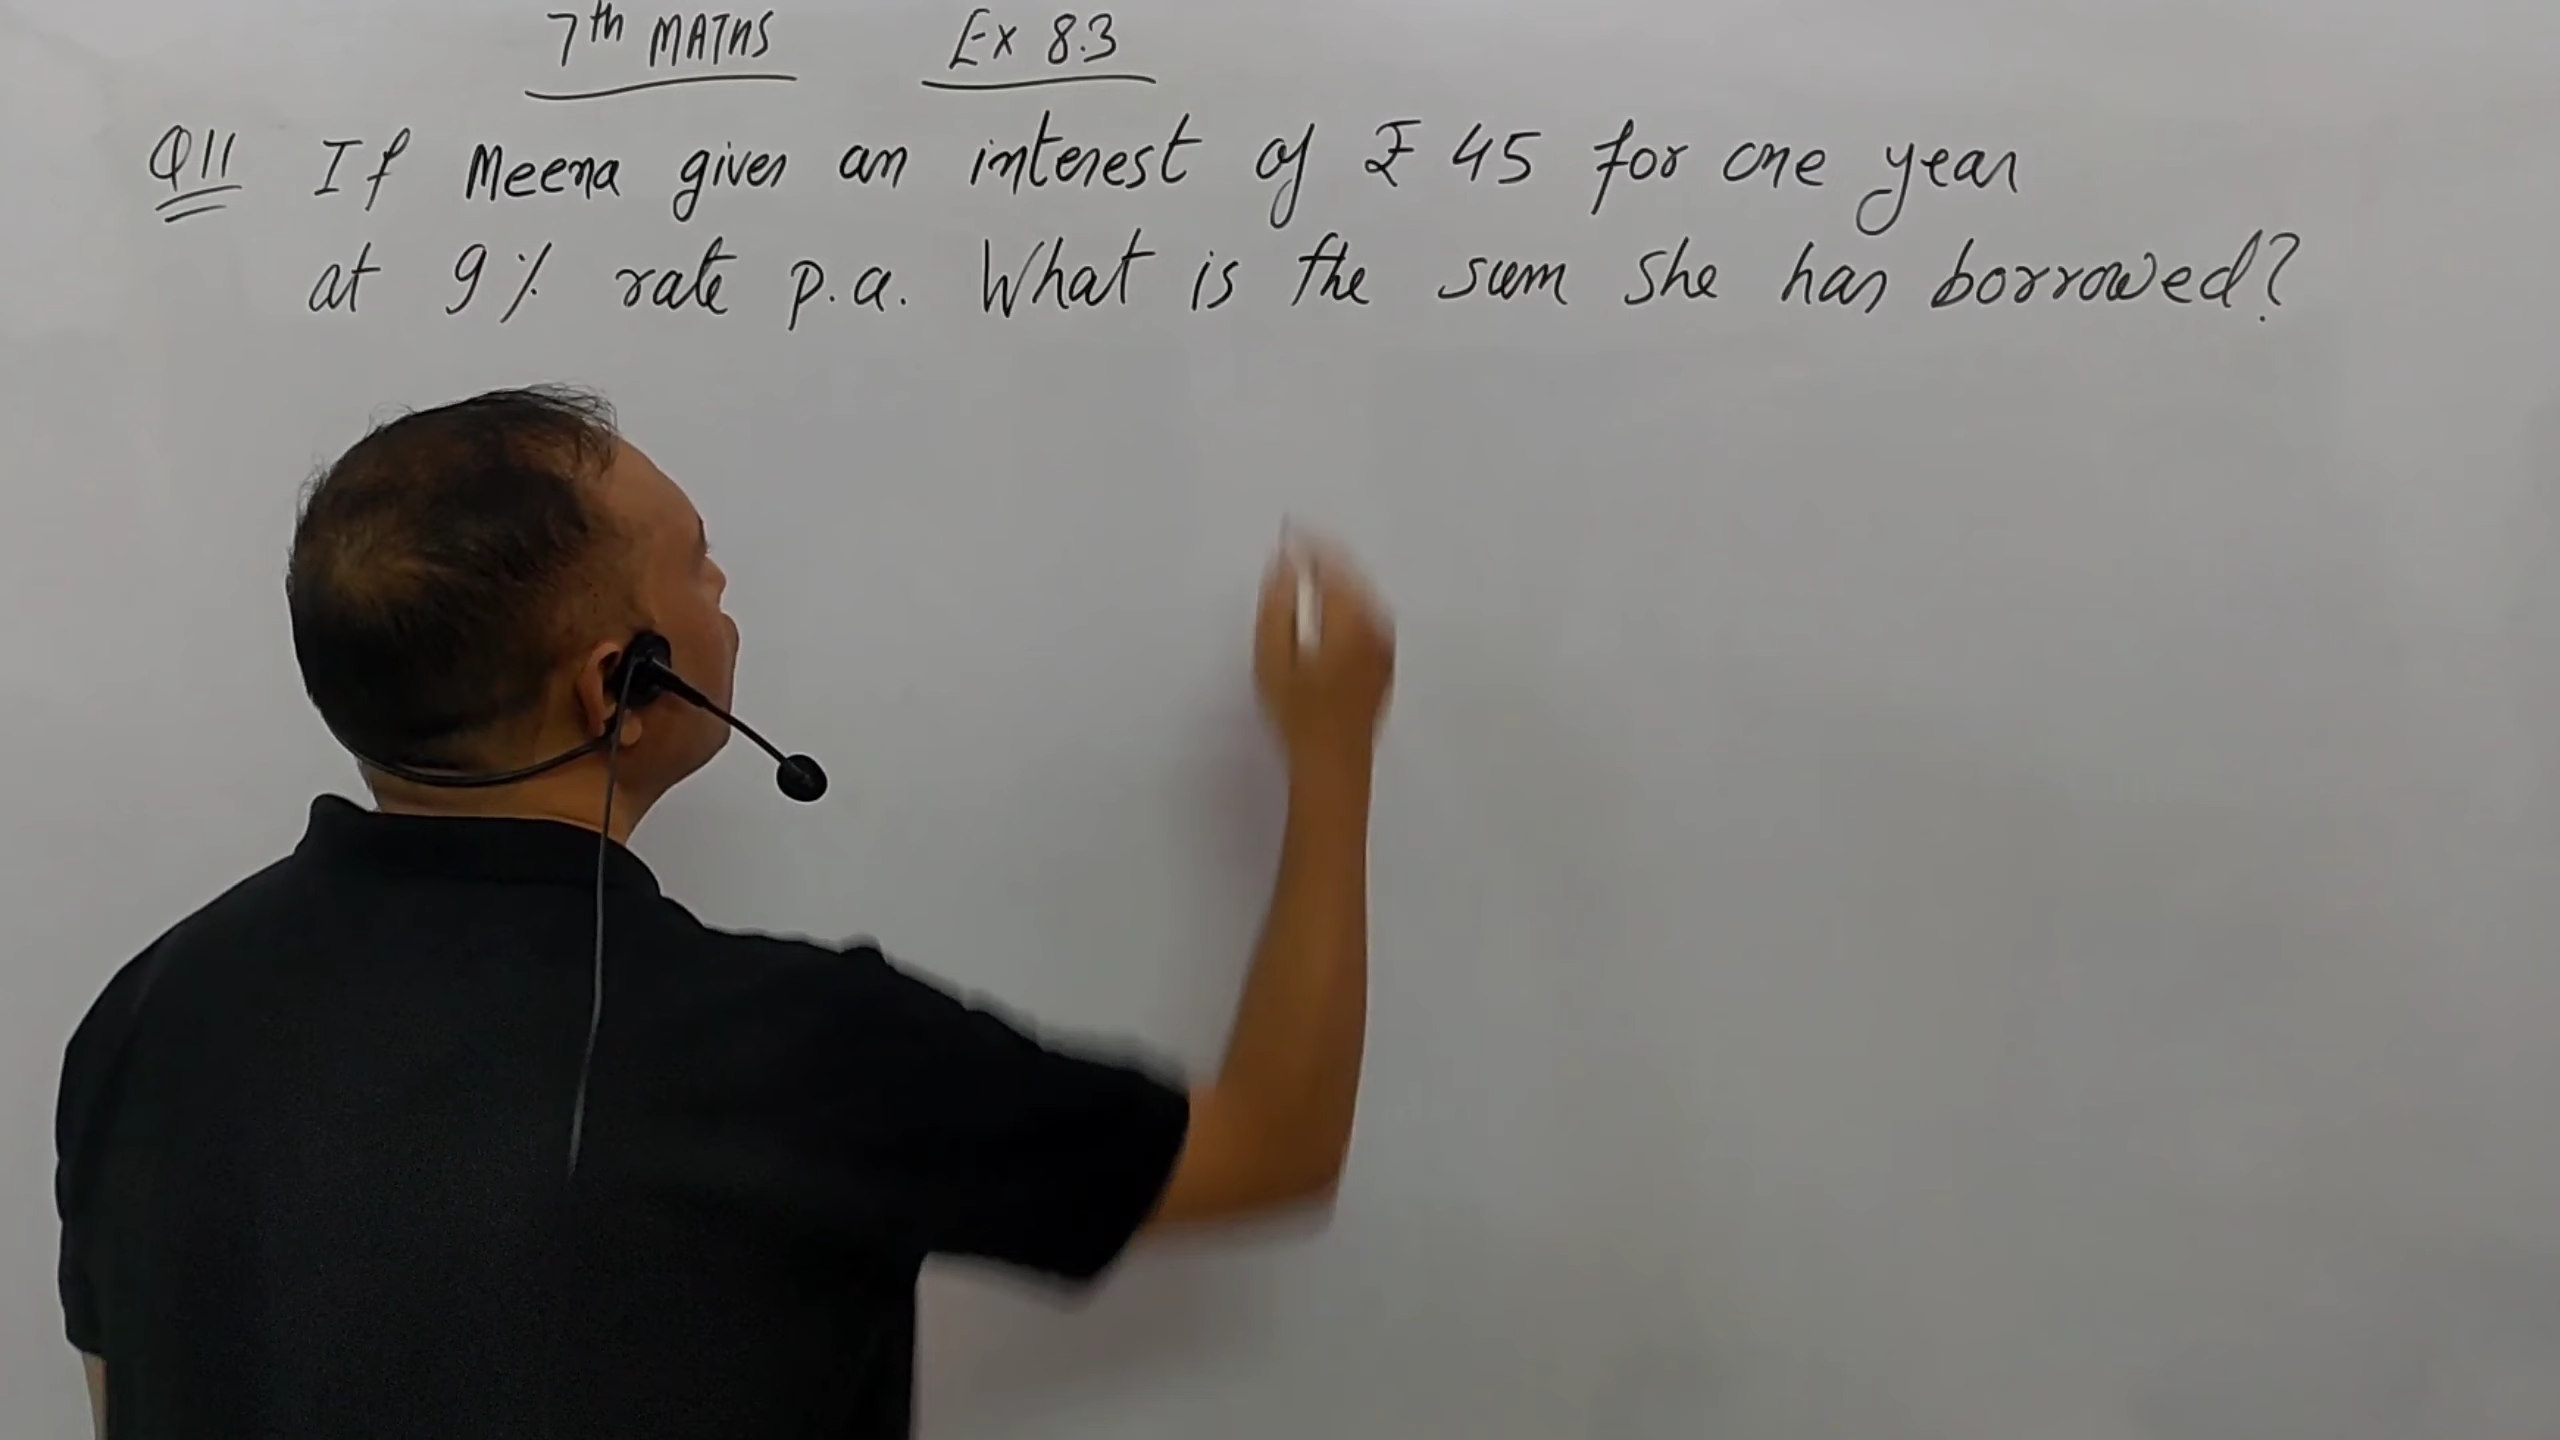 7th MATHS Ex 8.3
Q11 If Meena gives an interest of ₹ 45 for one year
at 9% rate p.a. What is the sum she has borrowed?